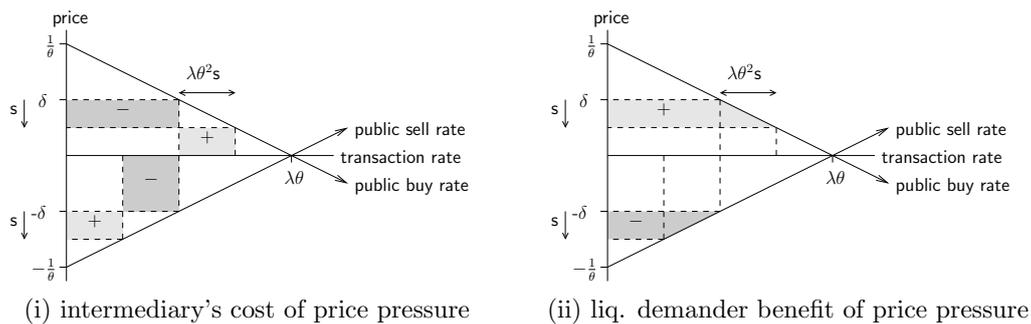 price
1/θ
λθ²s
s
δ
−
+
public sell rate
transaction rate
λθ
public buy rate
−
s
-δ
+
−1/θ
(i) intermediary's cost of price pressure
price
1/θ
λθ²s
s
δ
+
public sell rate
transaction rate
λθ
public buy rate
s
-δ
−
−1/θ
(ii) liq. demander benefit of price pressure